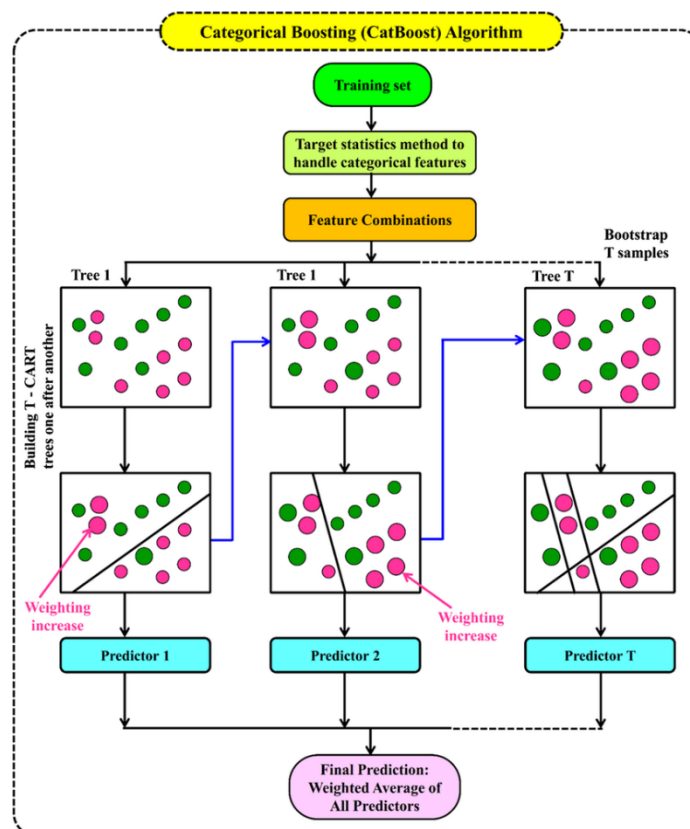 Categorical Boosting (CatBoost) Algorithm
Training set
Target statistics method to
handle categorical features
Feature Combinations
Bootstrap
T samples
Tree 1
Tree 1
Tree T
Building T - CART
trees one after another
Weighting
increase
Weighting
increase
Predictor 1
Predictor 2
Predictor T
Final Prediction:
Weighted Average of
All Predictors